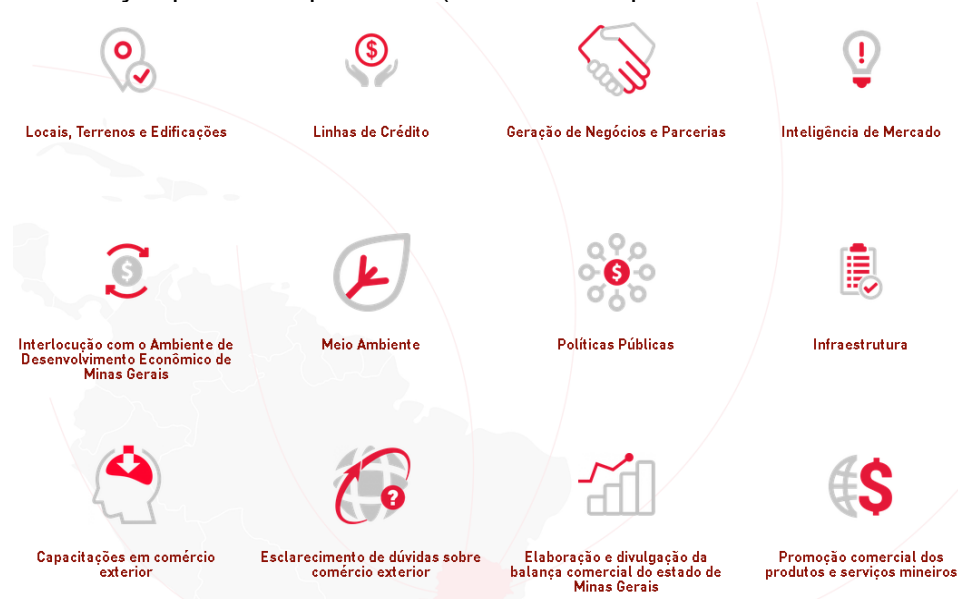 Locais, Terrenos e Edificações
Linhas de Crédito
Geração de Negócios e Parcerias
Inteligência de Mercado
Interlocução com o Ambiente de
Desenvolvimento Econômico de
Minas Gerais
Meio Ambiente
Políticas Públicas
Infraestrutura
Capacitações em comércio
exterior
Esclarecimento de dúvidas sobre
comércio exterior
Elaboração e divulgação da
balança comercial do estado de
Minas Gerais
Promoção comercial dos
produtos e serviços mineiros